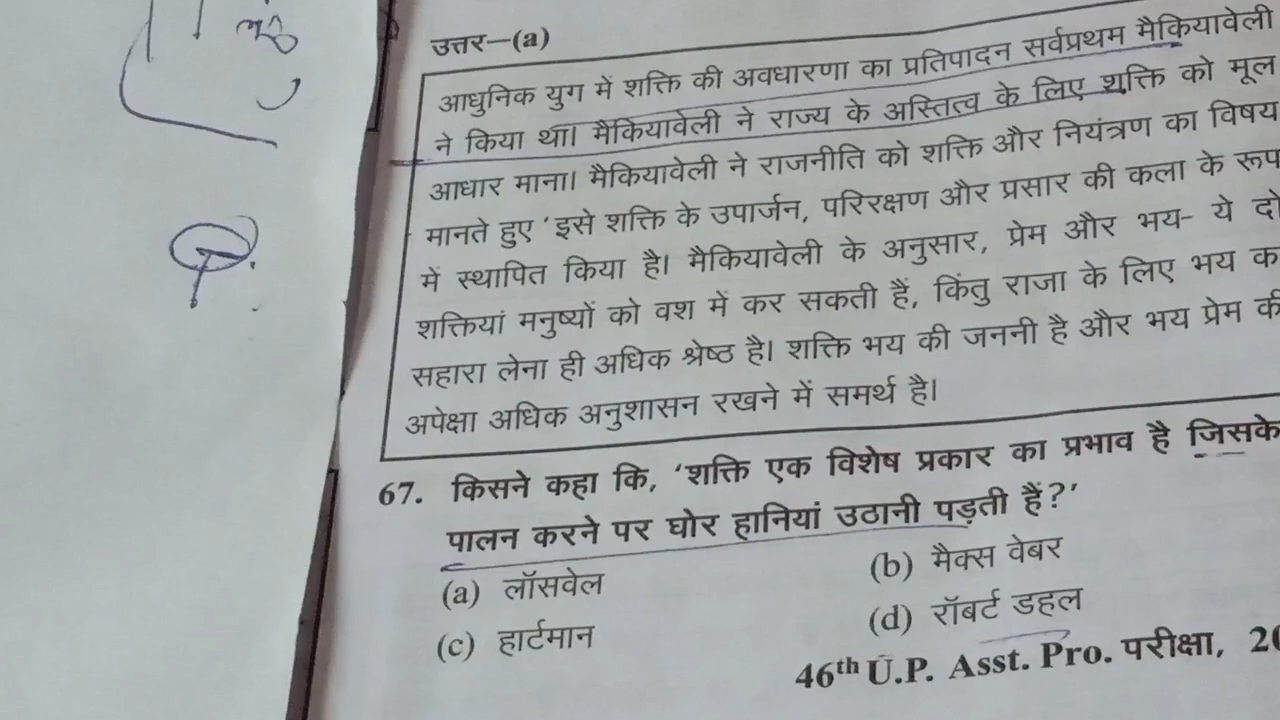 उत्तर–(a)
आधुनिक युग में शक्ति की अवधारणा का प्रतिपादन सर्वप्रथम मैकियावेली
ने किया था। मैकियावेली ने राज्य के अस्तित्व के लिए शक्ति को मूल
आधार माना। मैकियावेली ने राजनीति को शक्ति और नियंत्रण का विषय
मानते हुए 'इसे शक्ति के उपार्जन, परिरक्षण और प्रसार की कला के रूप
में स्थापित किया है। मैकियावेली के अनुसार, प्रेम और भय- ये दो
शक्तियां मनुष्यों को वश में कर सकती हैं, किंतु राजा के लिए भय का
सहारा लेना ही अधिक श्रेष्ठ है। शक्ति भय की जननी है और भय प्रेम की
अपेक्षा अधिक अनुशासन रखने में समर्थ है।
67. किसने कहा कि, 'शक्ति एक विशेष प्रकार का प्रभाव है जिसके
पालन करने पर घोर हानियां उठानी पड़ती हैं?'
(a) लॉसवेल (b) मैक्स वेबर
(c) हार्टमान (d) रॉबर्ट डहल
46th U.P. Asst. Pro. परीक्षा,